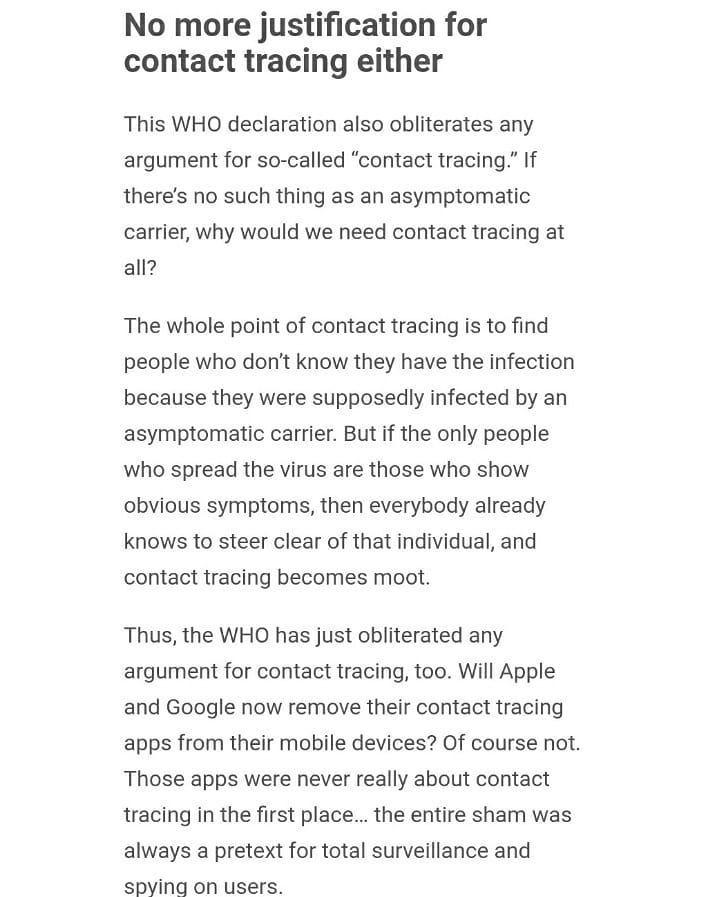 No more justification for
contact tracing either
This WHO declaration also obliterates any
argument for so-called “contact tracing.” If
there’s no such thing as an asymptomatic
carrier, why would we need contact tracing at
all?
The whole point of contact tracing is to find
people who don’t know they have the infection
because they were supposedly infected by an
asymptomatic carrier. But if the only people
who spread the virus are those who show
obvious symptoms, then everybody already
knows to steer clear of that individual, and
contact tracing becomes moot.
Thus, the WHO has just obliterated any
argument for contact tracing, too. Will Apple
and Google now remove their contact tracing
apps from their mobile devices? Of course not.
Those apps were never really about contact
tracing in the first place… the entire sham was
always a pretext for total surveillance and
spying on users.